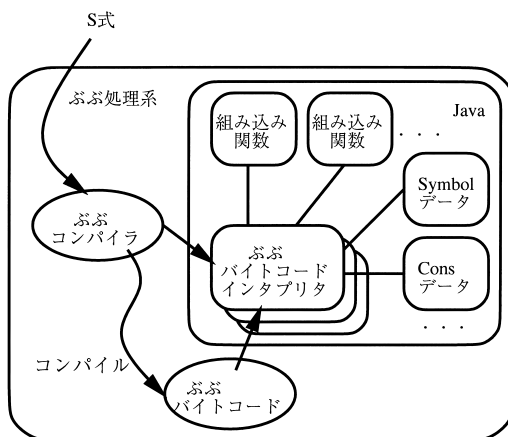 S式
ぶぶ処理系
Java
組み込み
関数
組み込み
関数
. . .
Symbol
データ
ぶぶ
コンパイラ
ぶぶ
バイトコード
インタプリタ
Cons
データ
. . .
コンパイル
ぶぶ
バイトコード